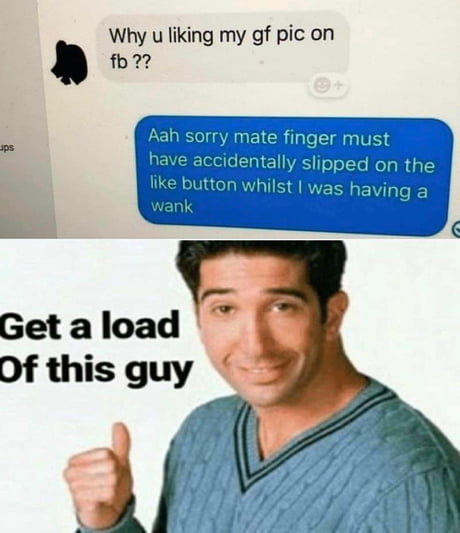 Why u liking my gf pic on
fb ??
ups
Aah sorry mate finger must
have accidentally slipped on the
like button whilst I was having a
wank
Get a load
Of this guy